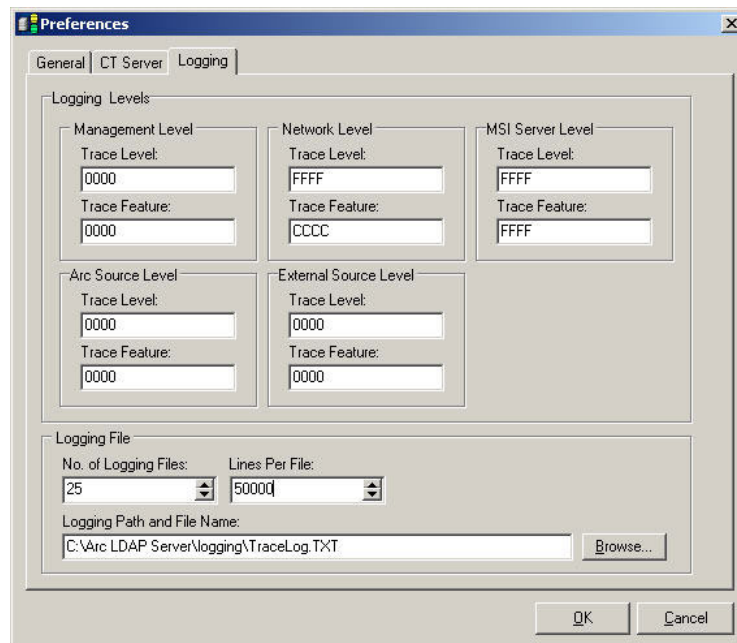 Preferences
General CT Server Logging
Logging Levels
Management Level Network Level MSI Server Level
Trace Level: Trace Level: Trace Level:
0000 FFFF FFFF
Trace Feature: Trace Feature: Trace Feature:
0000 CCCC FFFF
Arc Source Level External Source Level
Trace Level: Trace Level:
0000 0000
Trace Feature: Trace Feature:
0000 0000
Logging File
No. of Logging Files: Lines Per File:
25 50000
Logging Path and File Name:
C:\Arc LDAP Server\logging\TraceLog.TXT Browse...
OK Cancel